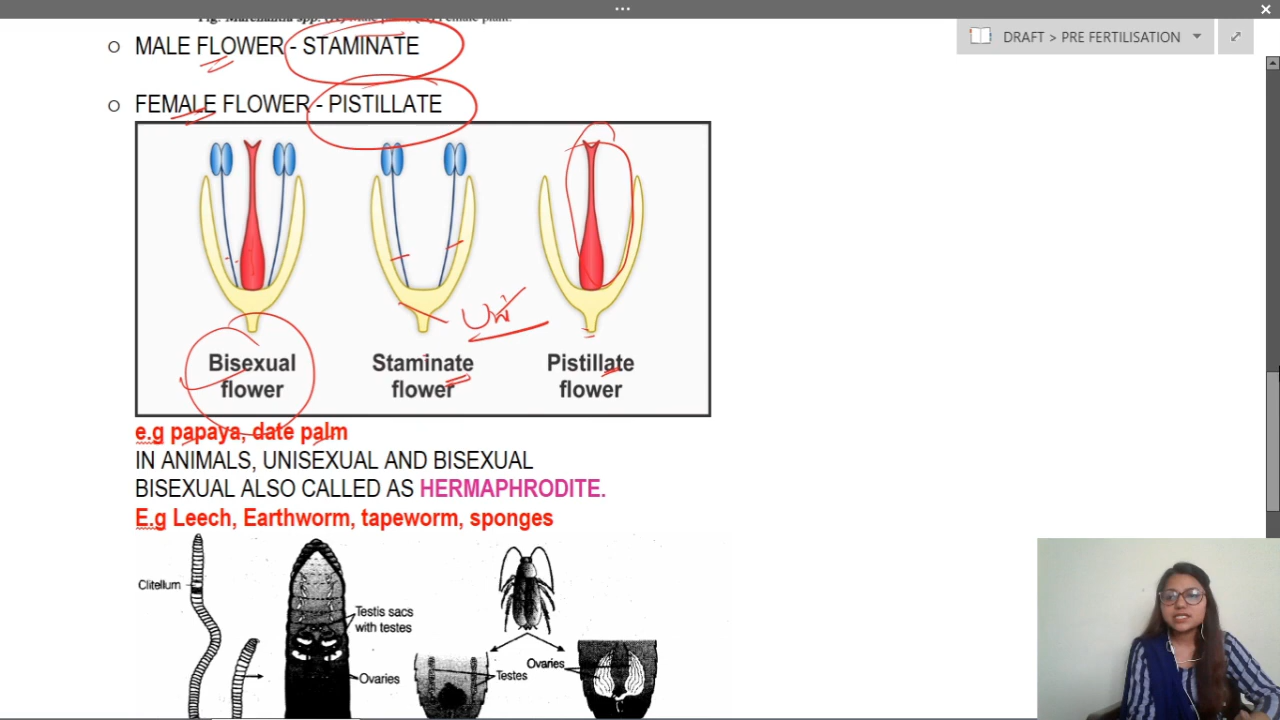 DRAFT > PRE FERTILISATION
MALE FLOWER - STAMINATE
FEMALE FLOWER - PISTILLATE
Bisexual flower
Staminate flower
Uni
Pistillate flower
e.g papaya, date palm
IN ANIMALS, UNISEXUAL AND BISEXUAL
BISEXUAL ALSO CALLED AS HERMAPHRODITE.
E.g Leech, Earthworm, tapeworm, sponges
Clitellum
Testis sacs
with testes
Ovaries
Ovaries
Testes